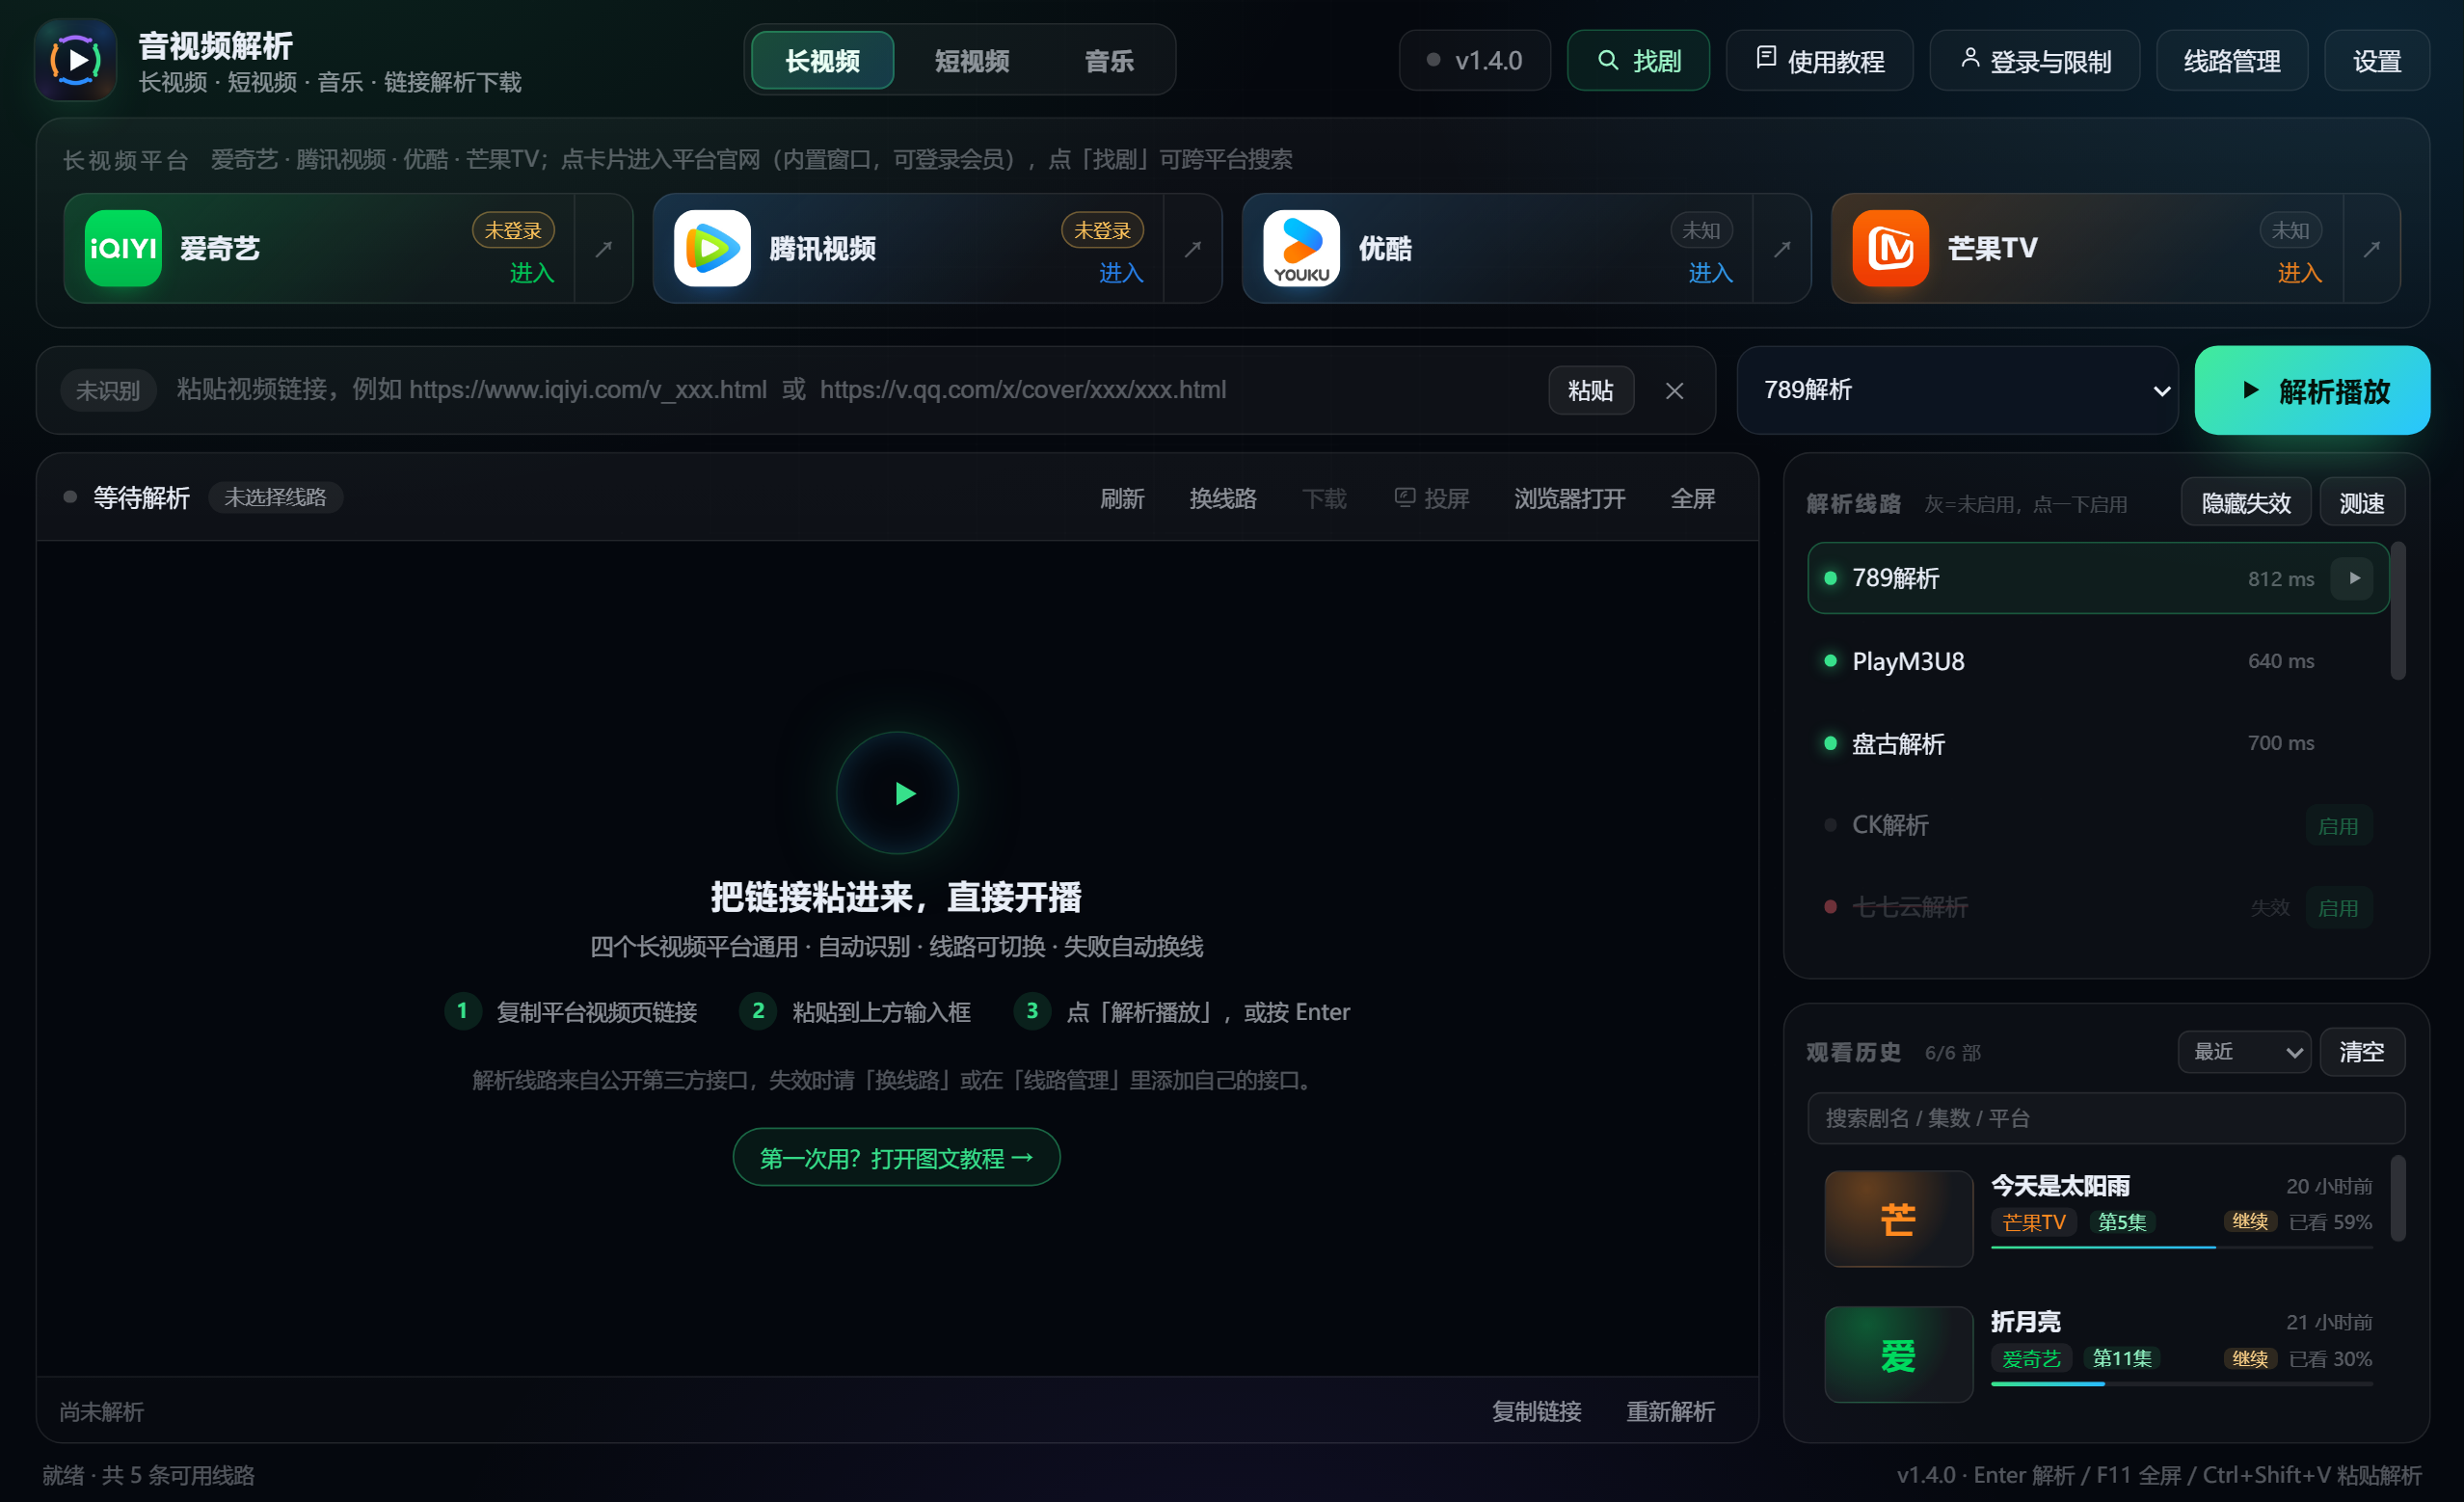 音视频解析
长视频 · 短视频 · 音乐 · 链接解析下载
长视频 短视频 音乐
v1.4.0 找剧 使用教程 登录与限制 线路管理 设置
长视频平台 爱奇艺 · 腾讯视频 · 优酷 · 芒果TV；点卡片进入平台官网（内置窗口，可登录会员），点「找剧」可跨平台搜索
iQIYI 爱奇艺 未登录 进入
腾讯视频 未登录 进入
YOUKU 优酷 未知 进入
芒果TV 未知 进入
未识别 粘贴视频链接，例如 https://www.iqiyi.com/v_xxx.html 或 https://v.qq.com/x/cover/xxx/xxx.html 粘贴
789解析
解析播放
等待解析 未选择线路 刷新 换线路 下载 投屏 浏览器打开 全屏
把链接粘进来，直接开播
四个长视频平台通用 · 自动识别 · 线路可切换 · 失败自动换线
1 复制平台视频页链接 2 粘贴到上方输入框 3 点「解析播放」，或按 Enter
解析线路来自公开第三方接口，失效时请「换线路」或在「线路管理」里添加自己的接口。
第一次用？打开图文教程 →
尚未解析 复制链接 重新解析
解析线路 灰=未启用，点一下启用 隐藏失效 测速
789解析 812 ms
PlayM3U8 640 ms
盘古解析 700 ms
CK解析 启用
七七云解析 失效 启用
观看历史 6/6 部 最近 清空
搜索剧名 / 集数 / 平台
芒 今天是太阳雨 20 小时前
芒果TV 第5集 继续 已看 59%
爱 折月亮 21 小时前
爱奇艺 第11集 继续 已看 30%
就绪 · 共 5 条可用线路
v1.4.0 · Enter 解析 / F11 全屏 / Ctrl+Shift+V 粘贴解析